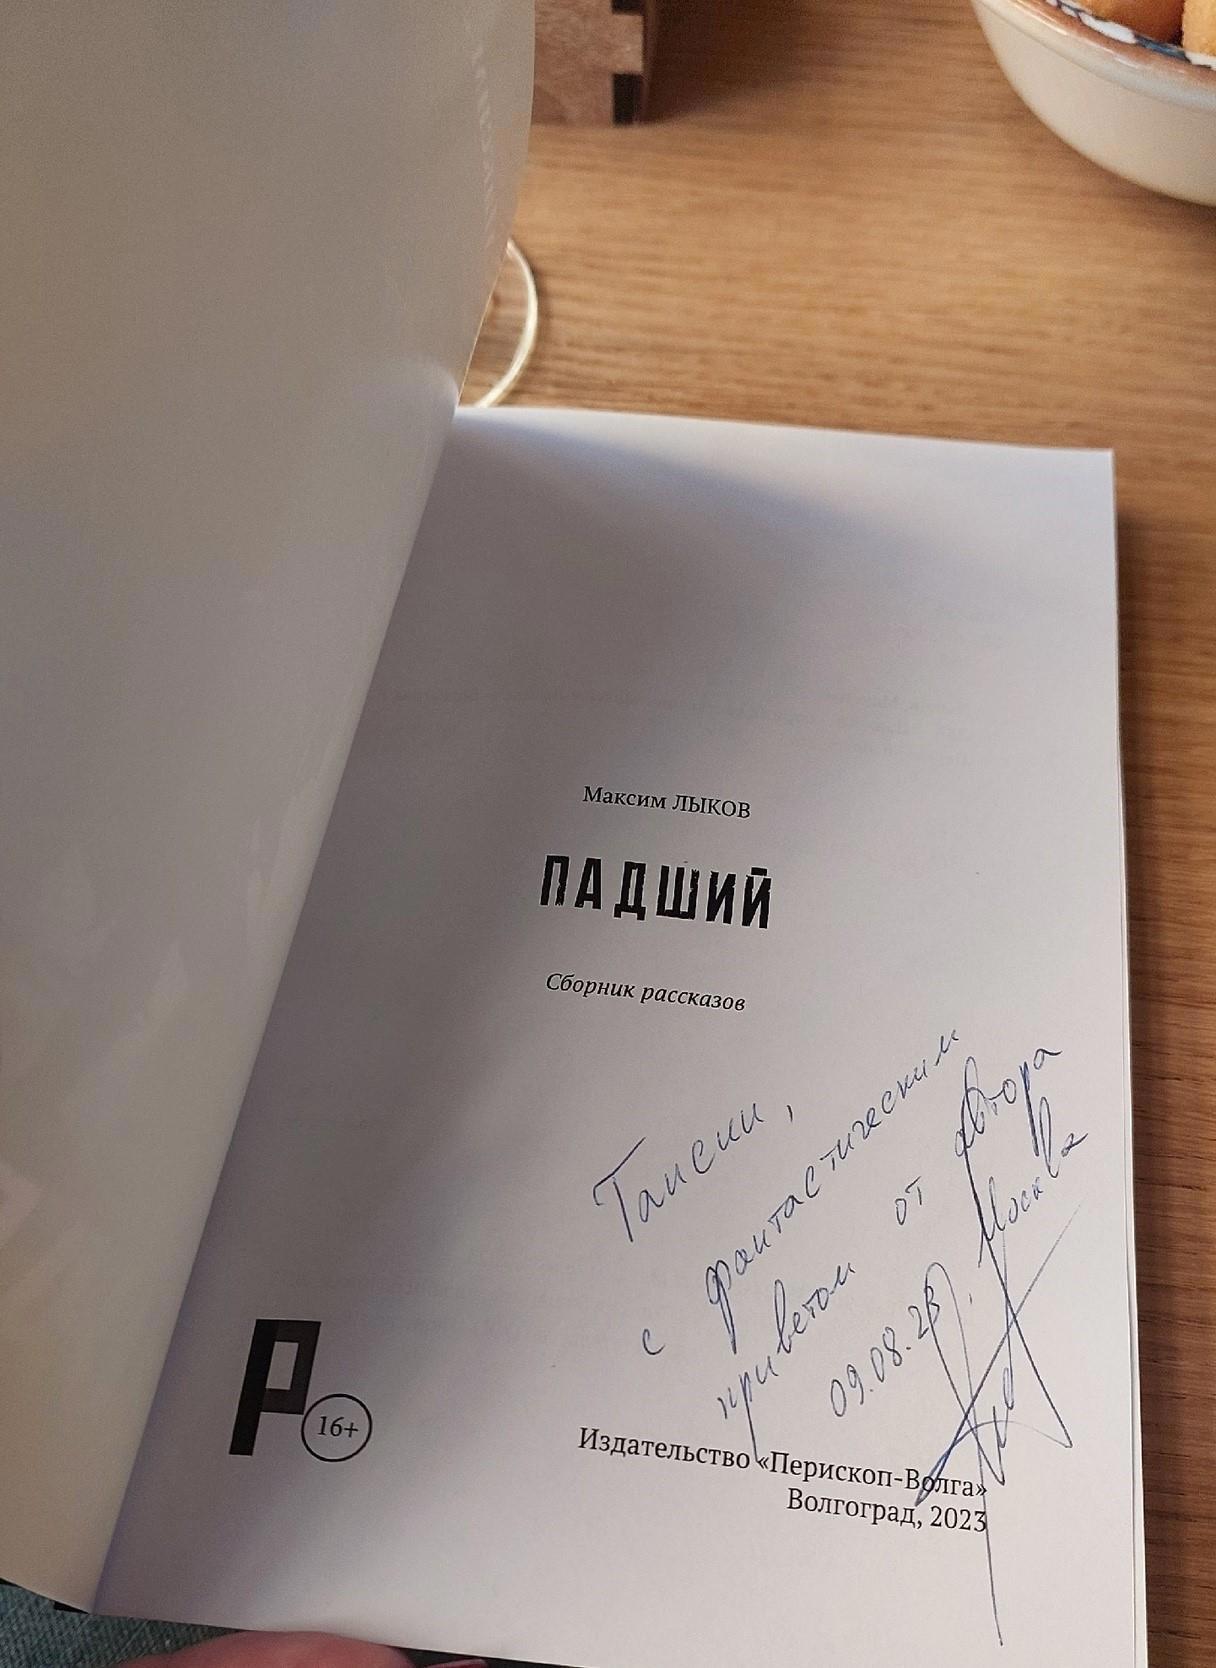 Максим ЛЫКОВ
ПАДШИЙ
Сборник рассказов
Таисии,
с фантастическим
приветом от автора
09.08.23г. Москва
Р
16+
Издательство «Перископ-Волга»
Волгоград, 2023